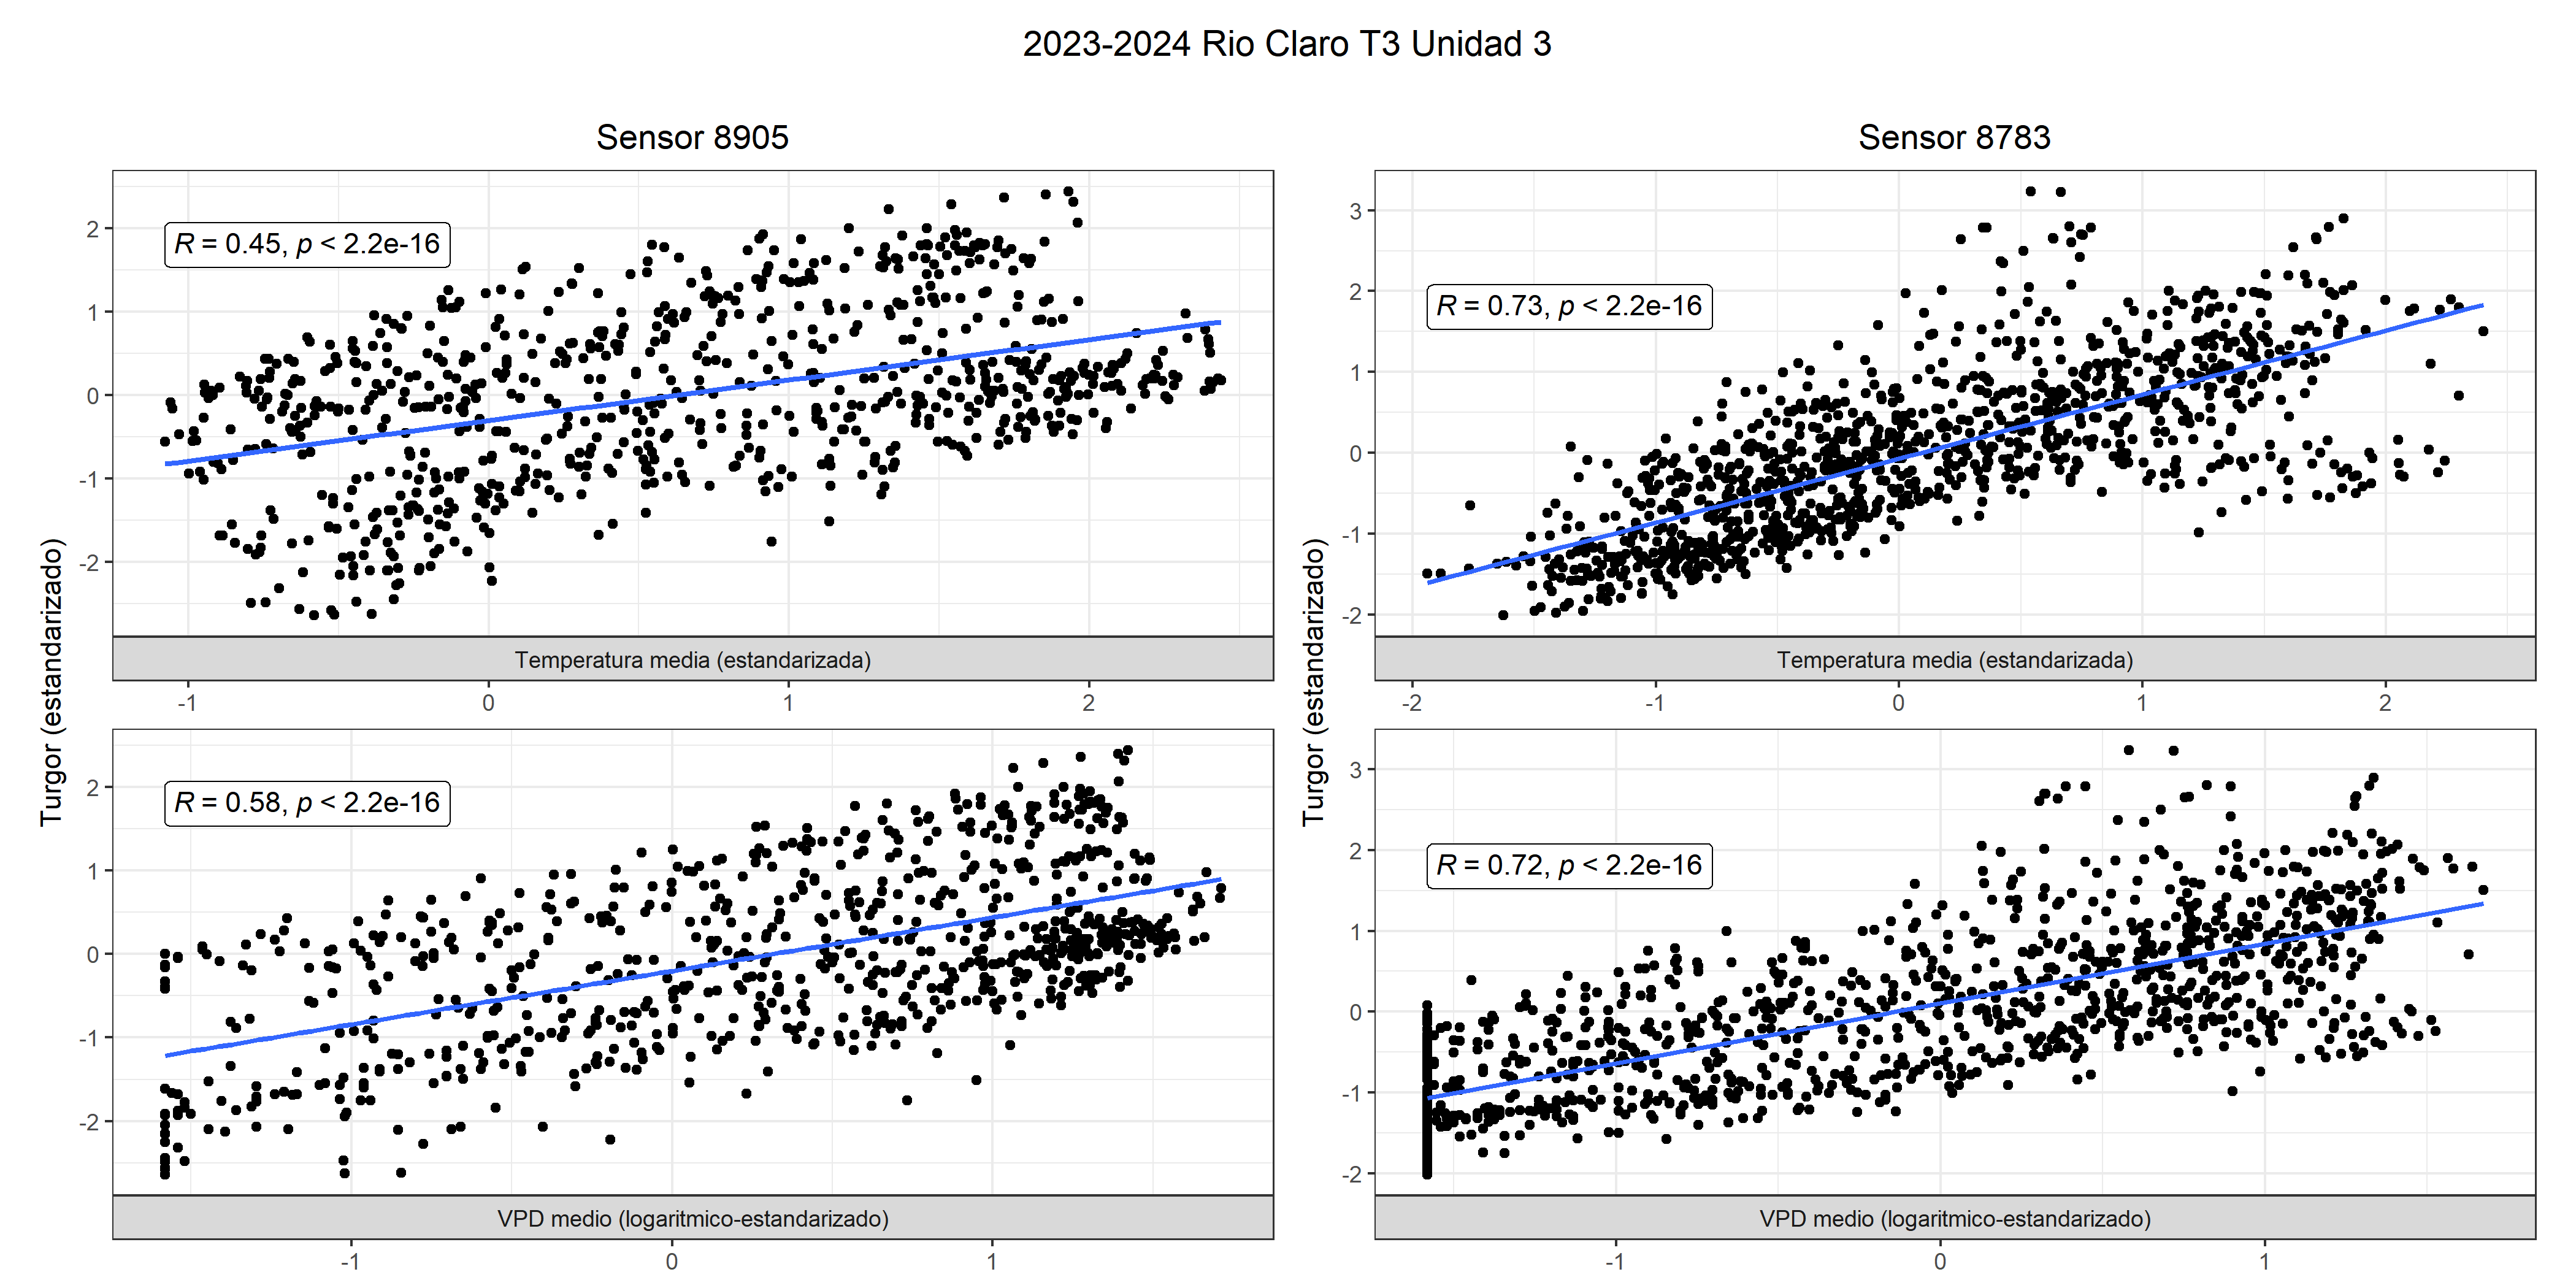 2023-2024 Rio Claro T3 Unidad 3
Sensor 8905
Turgor (estandarizado)
2
1
0
-1
-2
R = 0.45, p < 2.2e-16
Temperatura media (estandarizada)
-1 0 1 2
2
1
0
-1
-2
R = 0.58, p < 2.2e-16
VPD medio (logaritmico-estandarizado)
-1 0 1
Sensor 8783
Turgor (estandarizado)
3
2
1
0
-1
-2
R = 0.73, p < 2.2e-16
Temperatura media (estandarizada)
-2 -1 0 1 2
3
2
1
0
-1
-2
R = 0.72, p < 2.2e-16
VPD medio (logaritmico-estandarizado)
-1 0 1